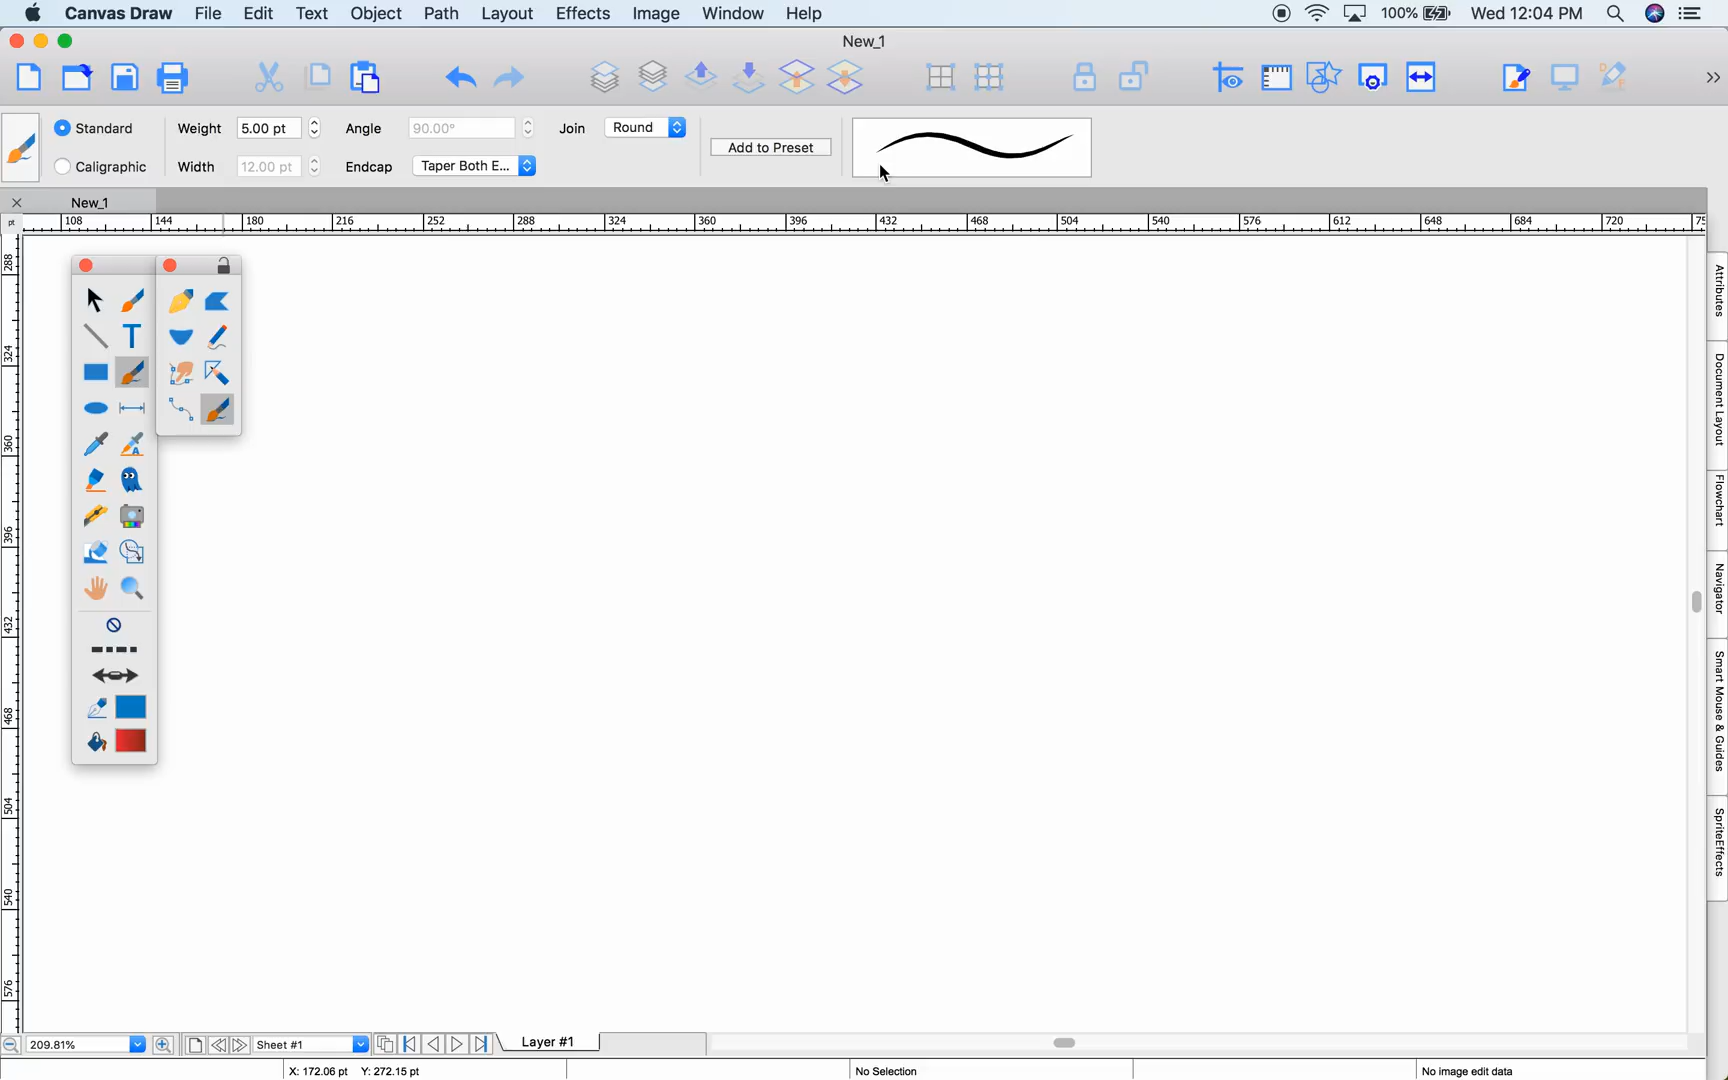 Canvas Draw File Edit Text Object Path Layout Effects Image Window Help 100% Wed 12:04 PM
New_1
Standard Weight 5.00 pt Angle 90.00° Join Round
Add to Preset
Caligraphic Width 12.00 pt Endcap Taper Both E...
New_1
pt 108 144 180 216 252 288 324 360 396 432 468 504 540 576 612 648 684 720 75
288
324
360
396
432
468
504
540
576
T
A
Attributes
Document Layout
Flowchart
Navigator
Smart Mouse & Guides
SpriteEffects
209.81% Sheet #1 Layer #1
X: 172.06 pt Y: 272.15 pt No Selection No image edit data